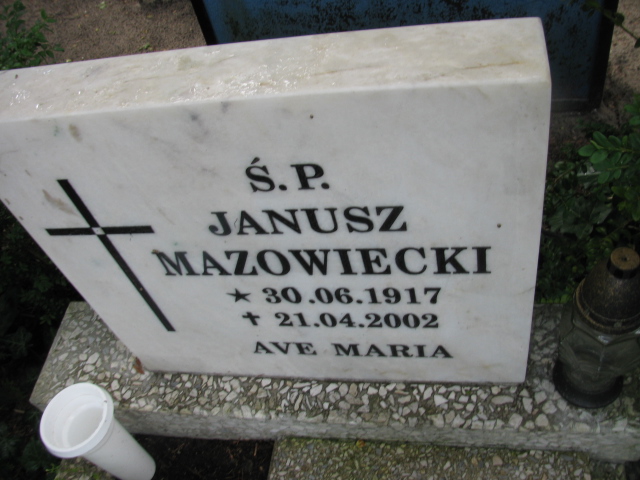 Ś.P.
JANUSZ
MAZOWIECKI
★ 30.06.1917
✝ 21.04.2002
AVE MARIA